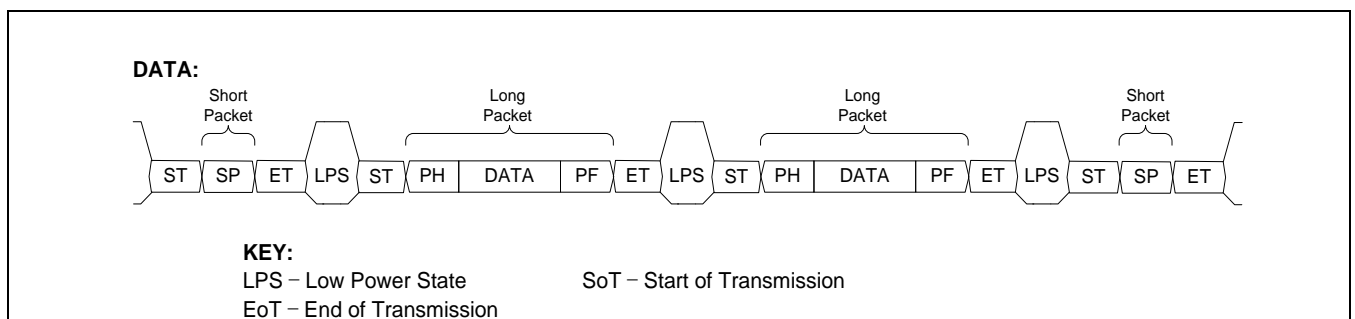 DATA:
Short Packet
Long Packet
Long Packet
Short Packet
ST SP ET LPS ST PH DATA PF ET LPS ST PH DATA PF ET LPS ST SP ET
KEY:
LPS – Low Power State SoT – Start of Transmission
EoT – End of Transmission